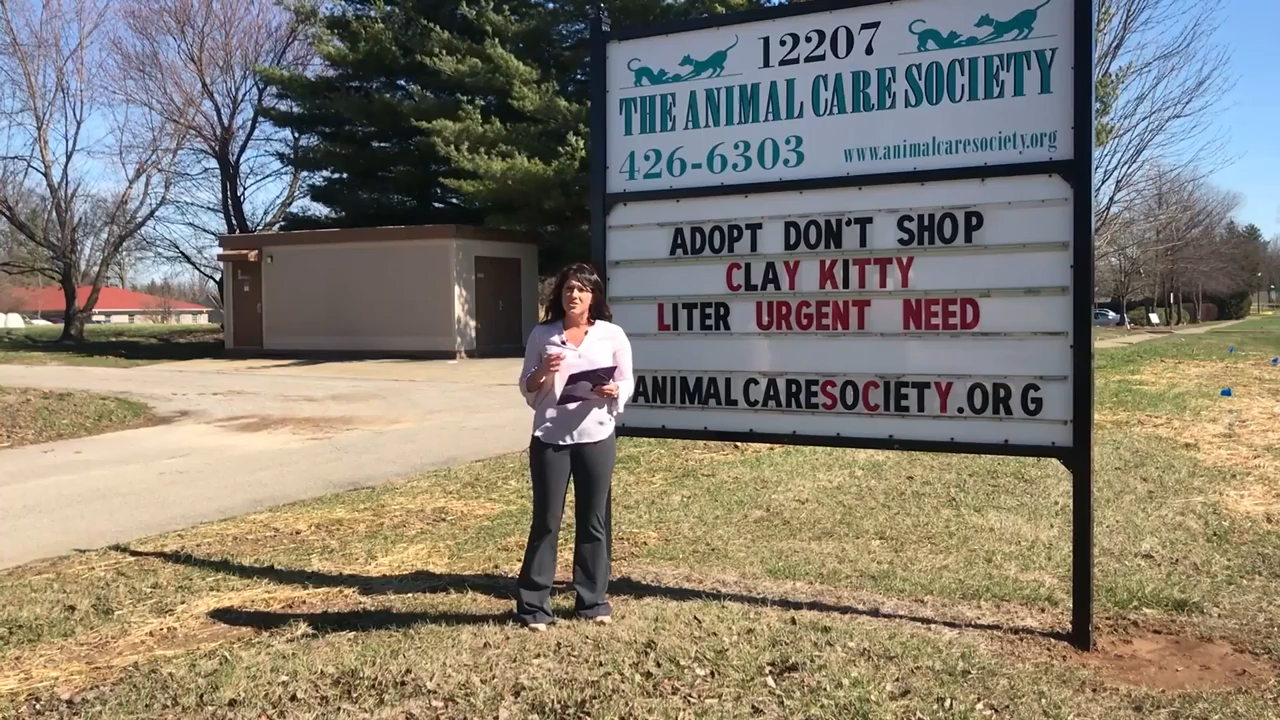 12207
THE ANIMAL CARE SOCIETY
426-6303 www.animalcaresociety.org
ADOPT DON'T SHOP
CLAY KITTY
LITER URGENT NEED
ANIMALCARESOCIETY.ORG